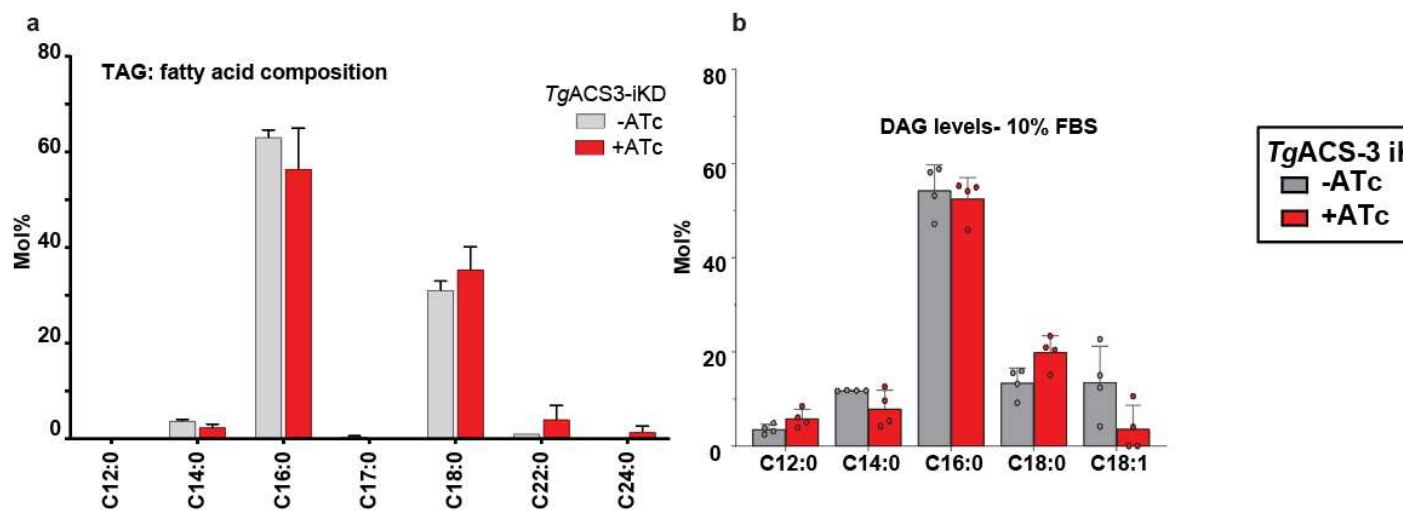 a
TAG: fatty acid composition
TgACS3-iKD
-ATc
+ATc
Mol%
80
60
40
20
0
C12:0
C14:0
C16:0
C17:0
C18:0
C22:0
C24:0
b
DAG levels- 10% FBS
Mol%
80
60
40
20
0
C12:0 C14:0 C16:0 C18:0 C18:1
TgACS-3
-ATc
+ATc